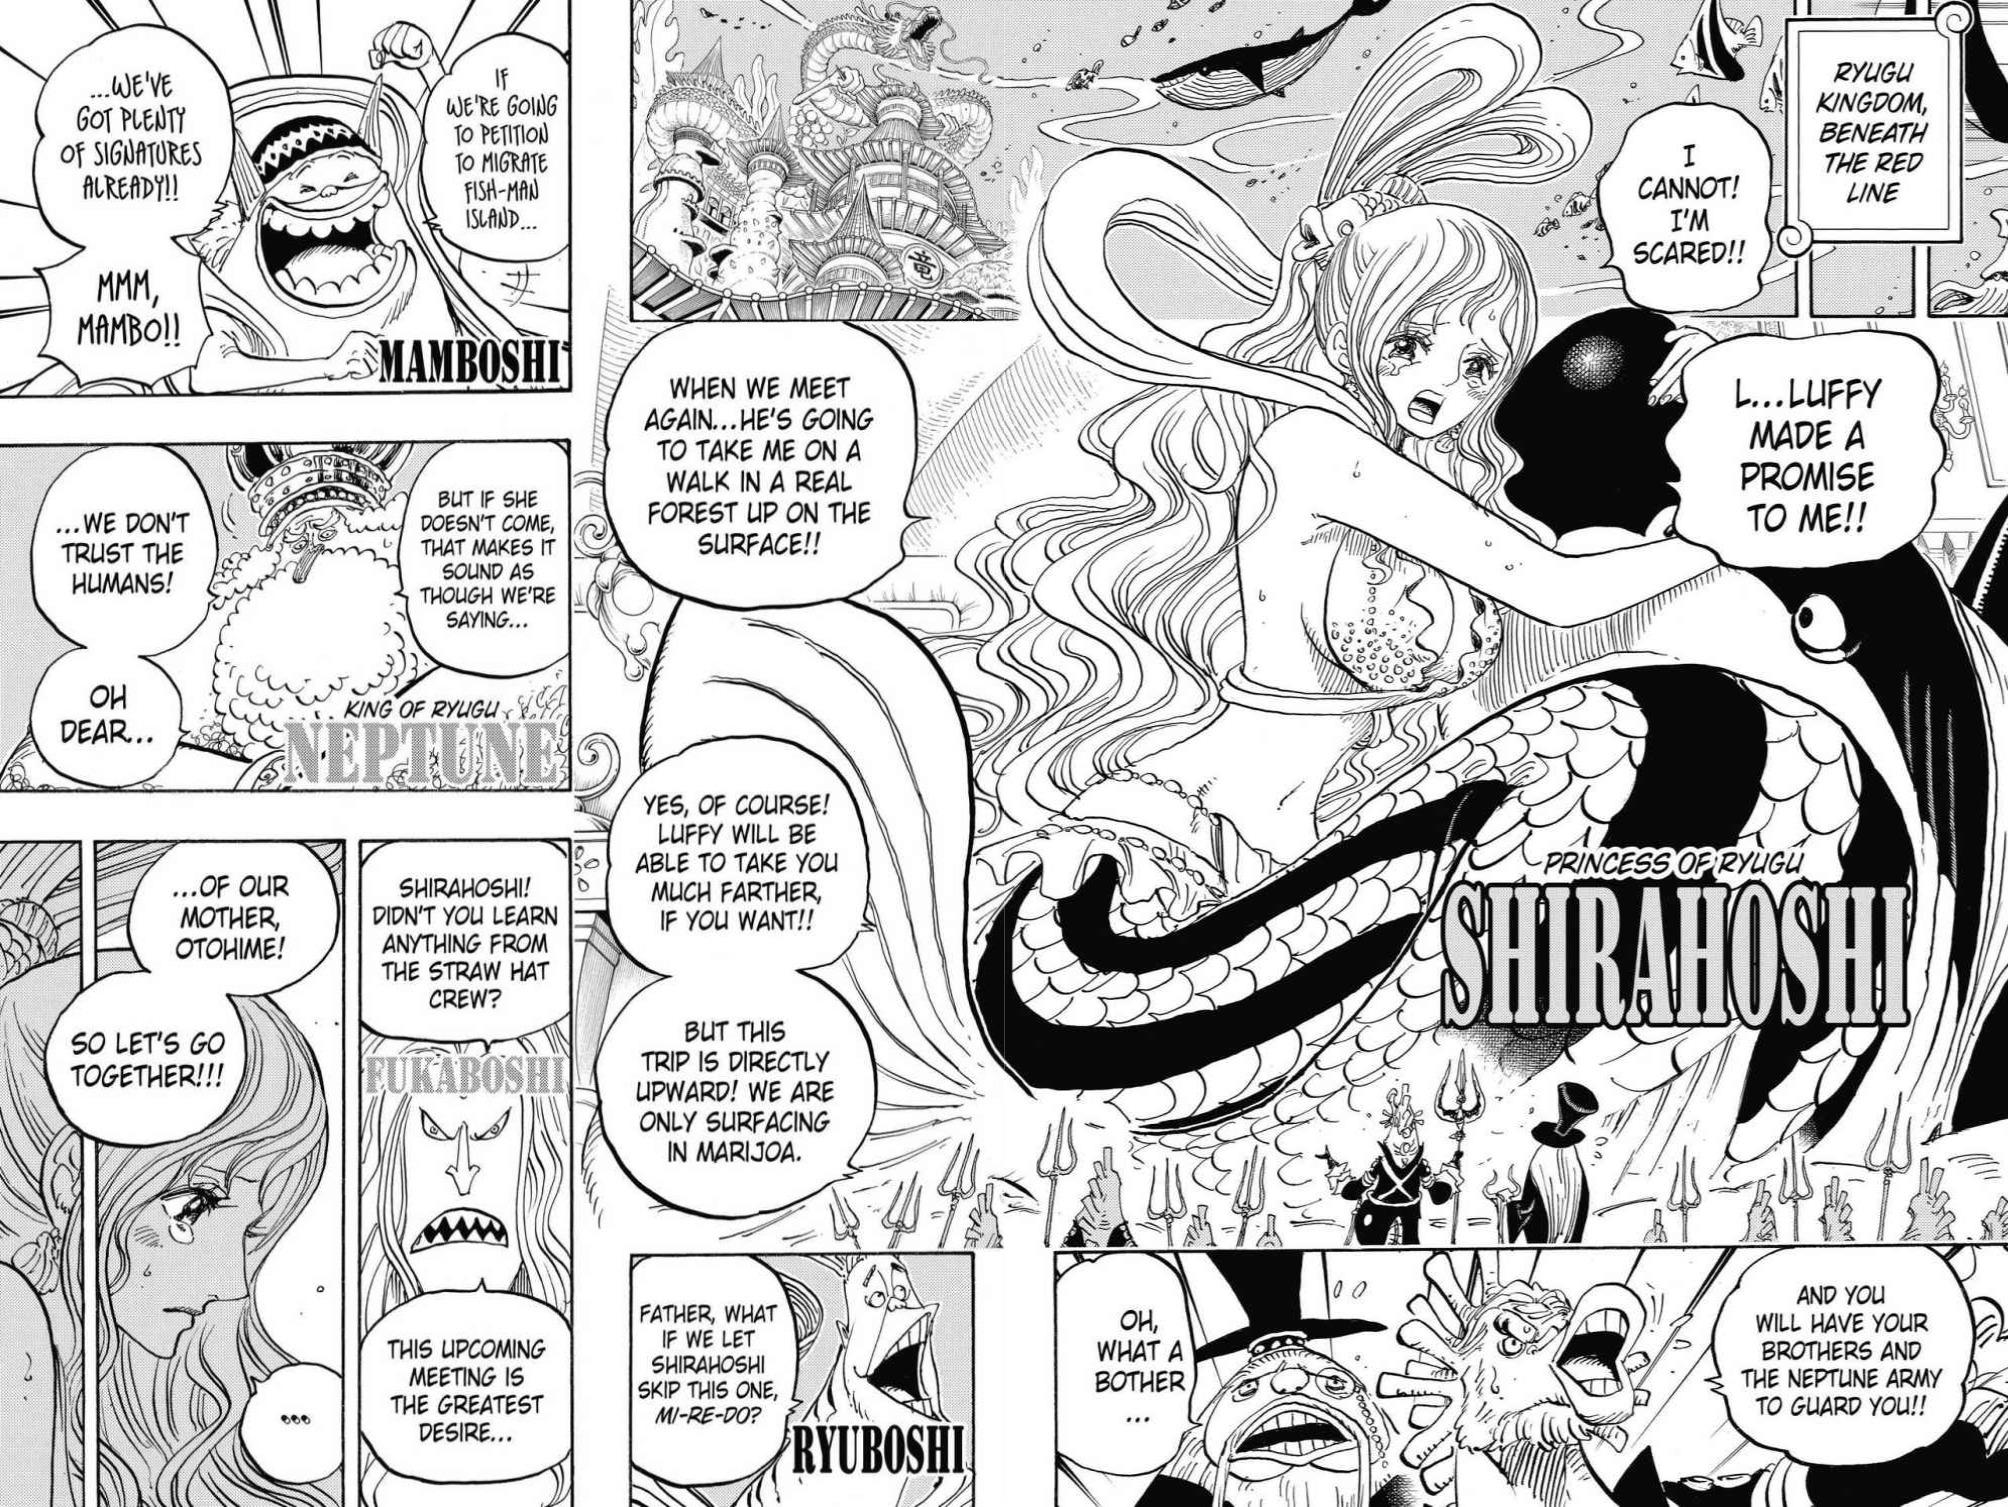 RYUGU
KINGDOM,
BENEATH
THE RED
LINE
I
CANNOT!
I'M
SCARED!!
竜
L...LUFFY
MADE A
PROMISE
TO ME!!
WHEN WE MEET
AGAIN...HE'S GOING
TO TAKE ME ON A
WALK IN A REAL
FOREST UP ON THE
SURFACE!!
PRINCESS OF RYUGU
SHIRAHOSHI
YES, OF COURSE!
LUFFY WILL BE
ABLE TO TAKE YOU
MUCH FARTHER,
IF YOU WANT!!
BUT THIS
TRIP IS DIRECTLY
UPWARD! WE ARE
ONLY SURFACING
IN MARIJOA.
AND YOU
WILL HAVE YOUR
BROTHERS AND
THE NEPTUNE ARMY
TO GUARD YOU!!
OH,
WHAT A
BOTHER
...
FATHER, WHAT
IF WE LET
SHIRAHOSHI
SKIP THIS ONE,
MI-RE-DO?
RYUBOSHI
IF
WE'RE GOING
TO PETITION
TO MIGRATE
FISH-MAN
ISLAND...
...WE'VE
GOT PLENTY
OF SIGNATURES
ALREADY!!
MMM,
MAMBO!!
MAMBOSHI
BUT IF SHE
DOESN'T COME,
THAT MAKES IT
SOUND AS
THOUGH WE'RE
SAYING...
...WE DON'T
TRUST THE
HUMANS!
OH
DEAR...
KING OF RYUGU
NEPTUNE
SHIRAHOSHI!
DIDN'T YOU LEARN
ANYTHING FROM
THE STRAW HAT
CREW?
FUKABOSHI
THIS UPCOMING
MEETING IS
THE GREATEST
DESIRE...
...OF OUR
MOTHER,
OTOHIME!
SO LET'S GO
TOGETHER!!!
...